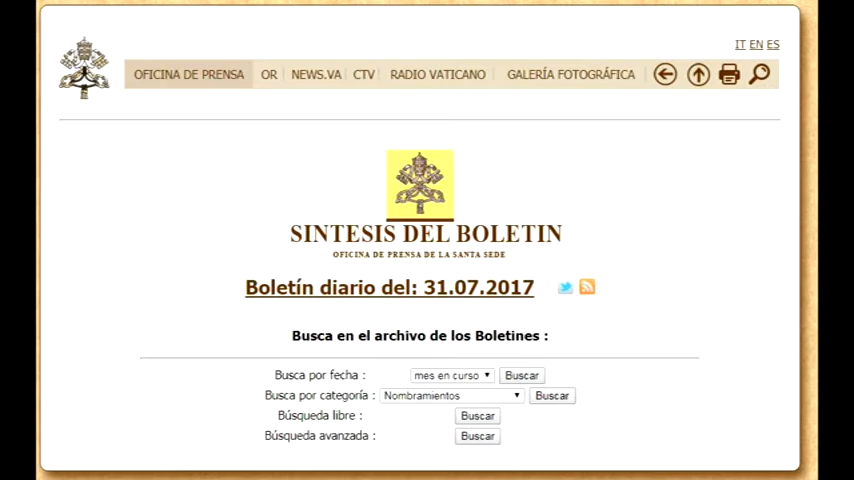 IT EN ES
OFICINA DE PRENSA OR NEWS.VA CTV RADIO VATICANO GALERÍA FOTOGRÁFICA
SINTESIS DEL BOLETIN
OFICINA DE PRENSA DE LA SANTA SEDE
Boletín diario del: 31.07.2017
Busca en el archivo de los Boletines :
Busca por fecha : mes en curso Buscar
Busca por categoría : Nombramientos Buscar
Búsqueda libre : Buscar
Búsqueda avanzada : Buscar